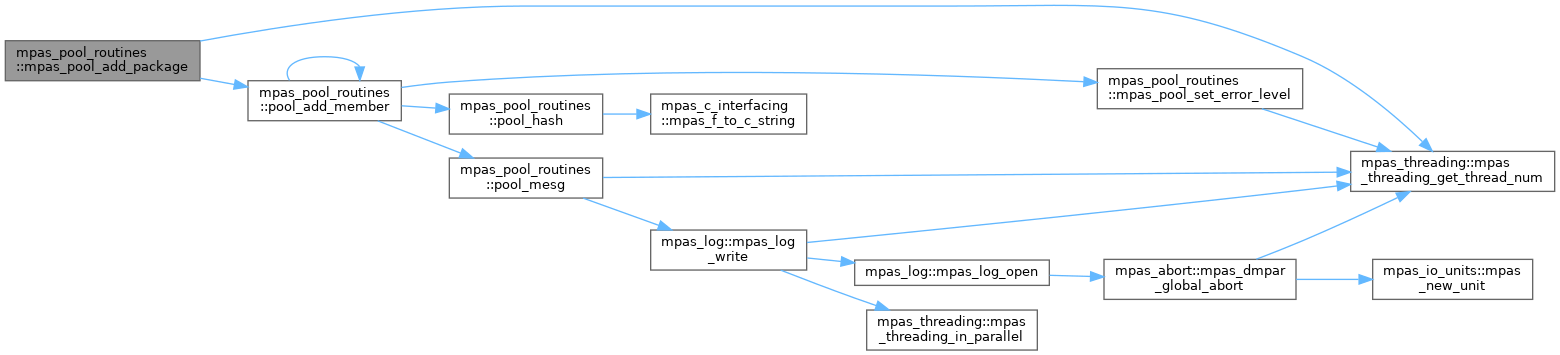 mpas_pool_routines
::mpas_pool_add_package
mpas_pool_routines
::pool_add_member
mpas_pool_routines
::pool_hash
mpas_c_interfacing
::mpas_f_to_c_string
mpas_pool_routines
::mpas_pool_set_error_level
mpas_pool_routines
::pool_mesg
mpas_threading::mpas
_threading_get_thread_num
mpas_log::mpas_log
_write
mpas_log::mpas_log_open
mpas_abort::mpas_dmpar
_global_abort
mpas_io_units::mpas
_new_unit
mpas_threading::mpas
_threading_in_parallel